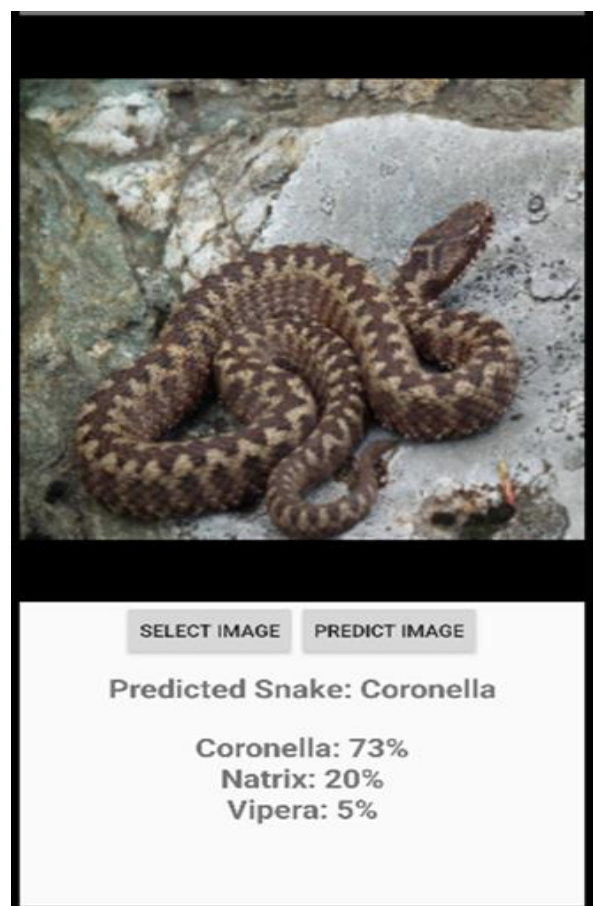 SELECT IMAGE PREDICT IMAGE
Predicted Snake: Coronella
Coronella: 73%
Natrix: 20%
Vipera: 5%